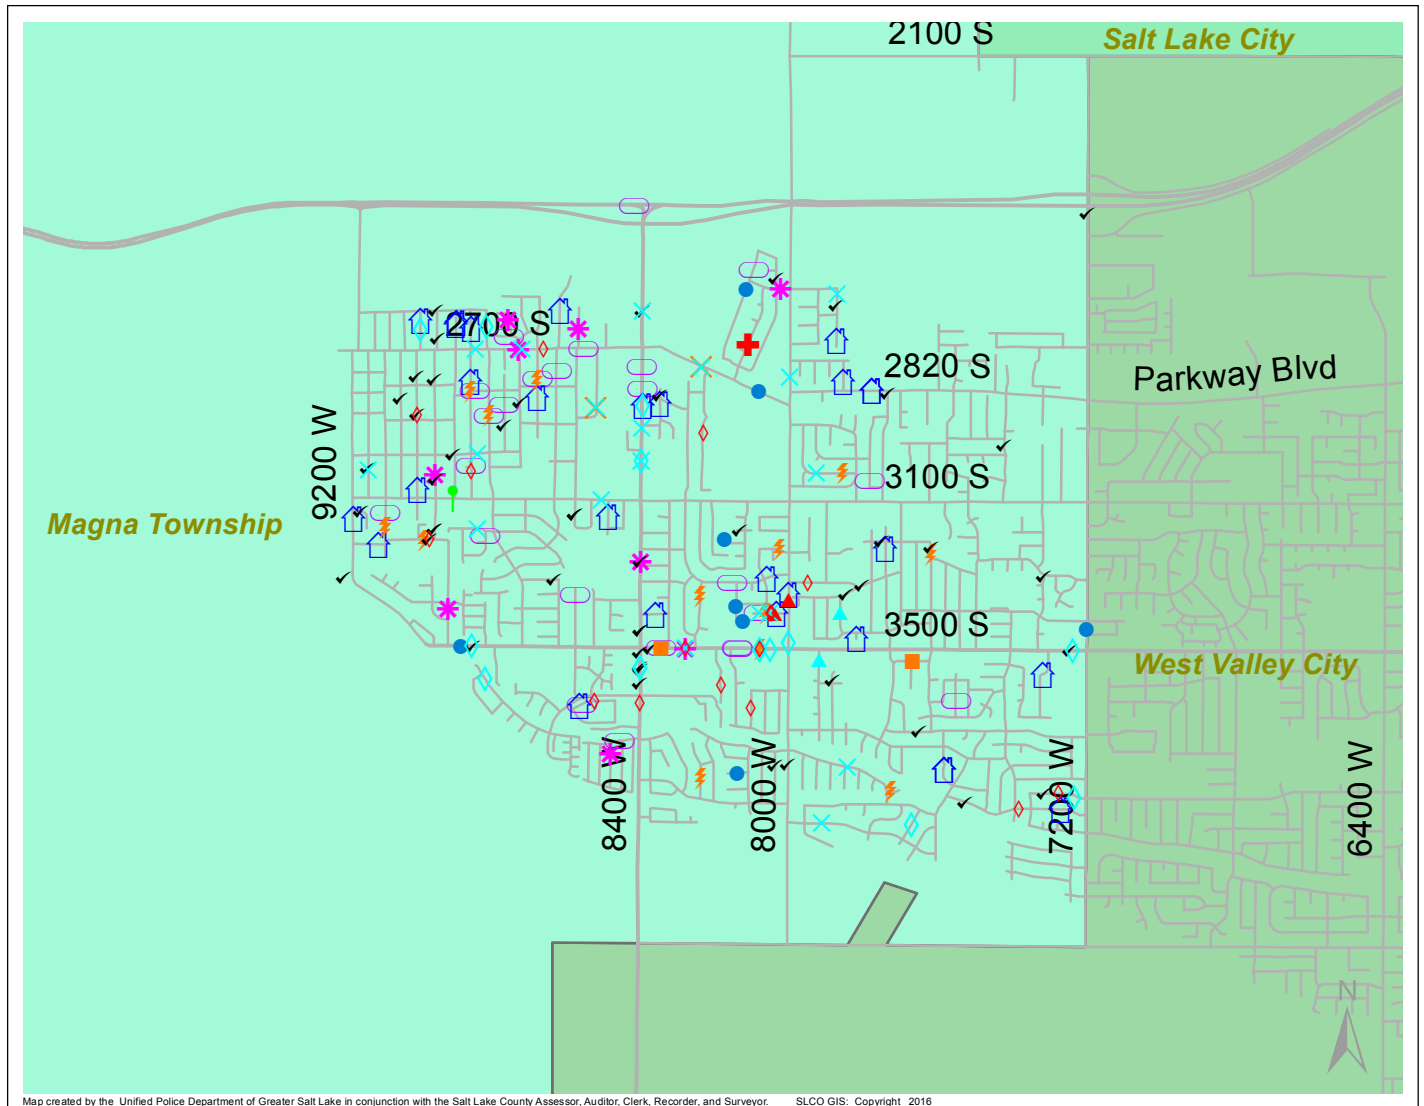 2100 S
Salt Lake City
2700 S
2820 S
Parkway Blvd
9200 W
3100 S
Magna Township
3500 S
West Valley City
8400 W
8000 W
7200 W
6400 W
N
Map created by the Unified Police Department of Greater Salt Lake in conjunction with the Salt Lake County Assessor, Auditor, Clerk, Recorder, and Surveyor. SLCO GIS: Copyright 2016